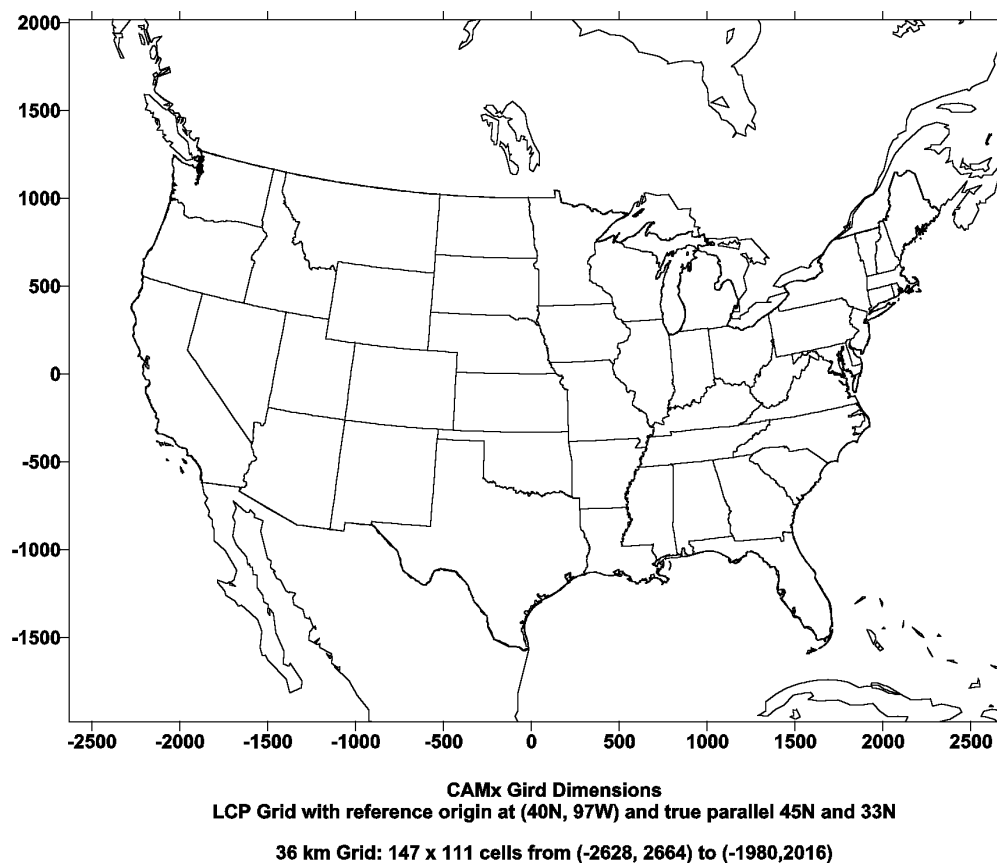 2000
1500
1000
500
0
-500
-1000
-1500
-2500 -2000 -1500 -1000 -500 0 500 1000 1500 2000 2500
CAMx Gird Dimensions
LCP Grid with reference origin at (40N, 97W) and true parallel 45N and 33N
36 km Grid: 147 x 111 cells from (-2628, 2664) to (-1980,2016)